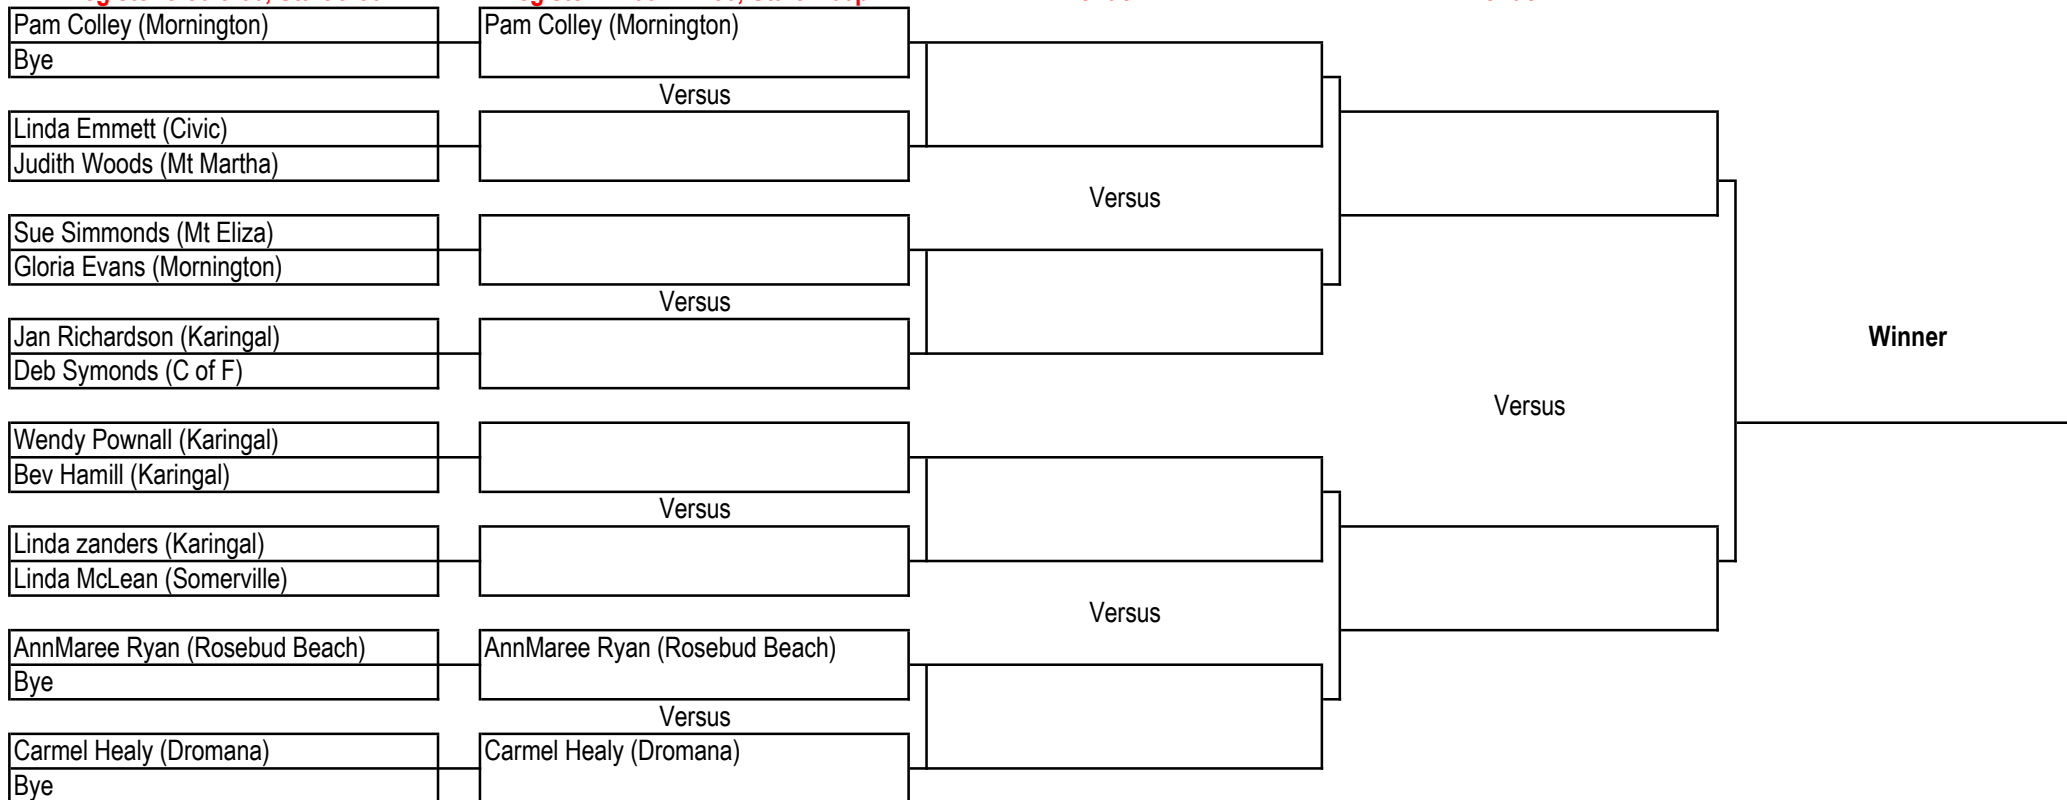 Pam Colley (Mornington)
Bye
Pam Colley (Mornington)
Versus
Linda Emmett (Civic)
Judith Woods (Mt Martha)
Versus
Sue Simmonds (Mt Eliza)
Gloria Evans (Mornington)
Versus
Jan Richardson (Karingal)
Deb Symonds (C of F)
Winner
Versus
Wendy Pownall (Karingal)
Bev Hamill (Karingal)
Versus
Linda zanders (Karingal)
Linda McLean (Somerville)
Versus
AnnMaree Ryan (Rosebud Beach)
Bye
AnnMaree Ryan (Rosebud Beach)
Versus
Carmel Healy (Dromana)
Bye
Carmel Healy (Dromana)